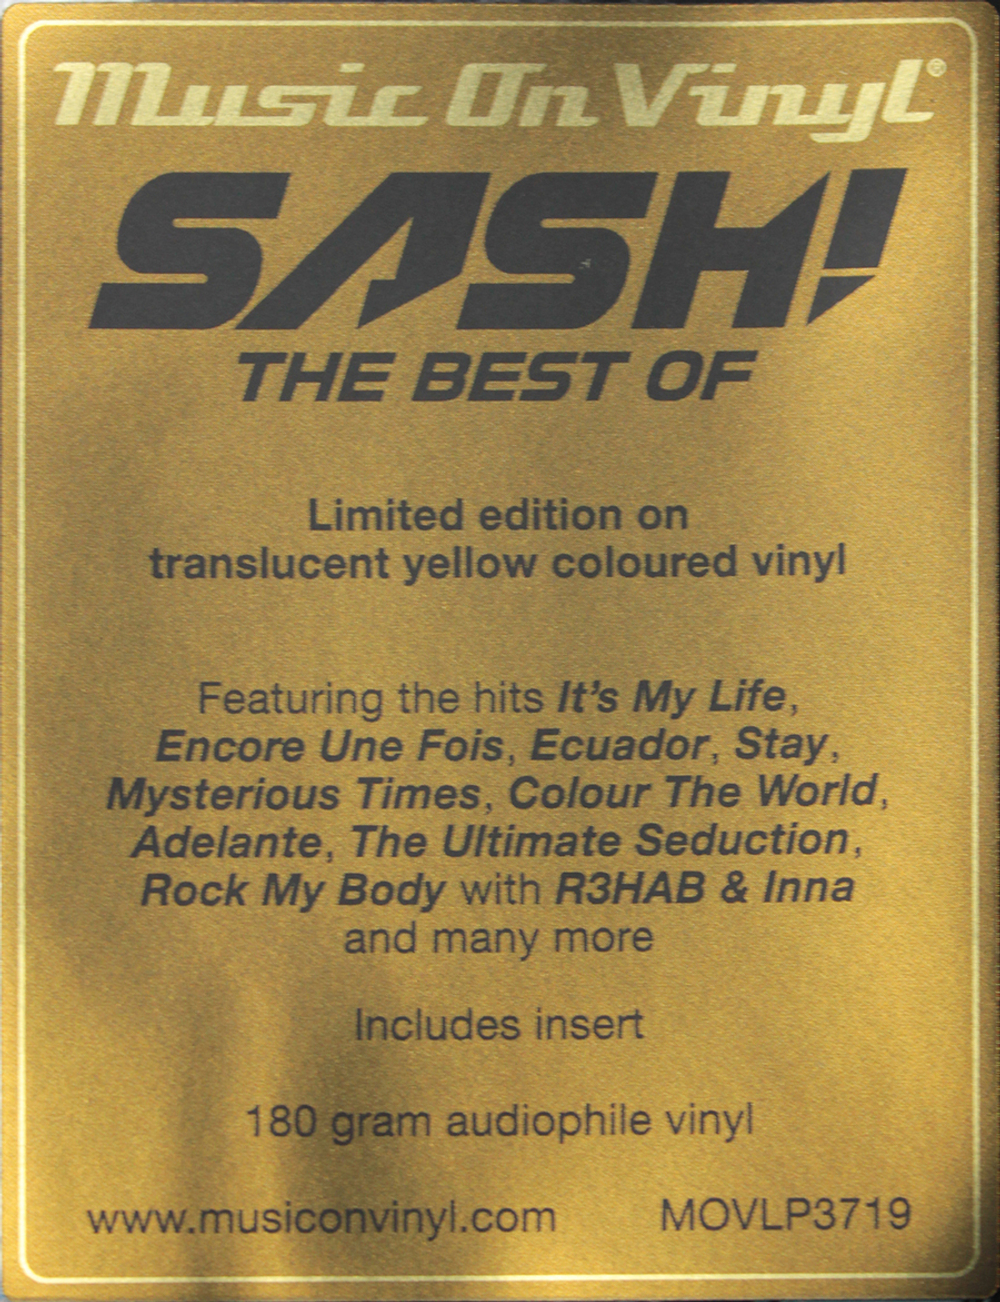 Music On Vinyl®
SASH!
THE BEST OF
Limited edition on
translucent yellow coloured vinyl
Featuring the hits It's My Life,
Encore Une Fois, Ecuador, Stay,
Mysterious Times, Colour The World,
Adelante, The Ultimate Seduction,
Rock My Body with R3HAB & Inna
and many more
Includes insert
180 gram audiophile vinyl
www.musiconvinyl.com MOVLP3719